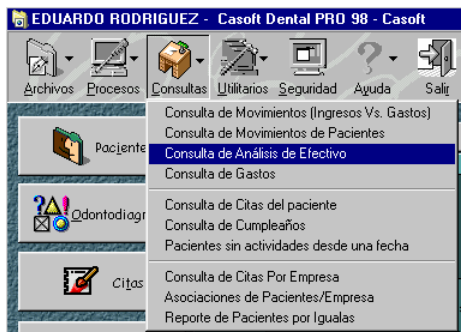 EDUARDO RODRIGUEZ - Casoft Dental PRO 98 - Casoft
Archivos Procesos Consultas Utilitarios Seguridad Ayuda Salir
Consulta de Movimientos (Ingresos Vs. Gastos)
Consulta de Movimientos de Pacientes
Consulta de Análisis de Efectivo
Consulta de Gastos
Consulta de Citas del paciente
Consulta de Cumpleaños
Pacientes sin actividades desde una fecha
Consulta de Citas Por Empresa
Asociaciones de Pacientes/Empresa
Reporte de Pacientes por Igualas
Paciente
Odontodiagr
Citas